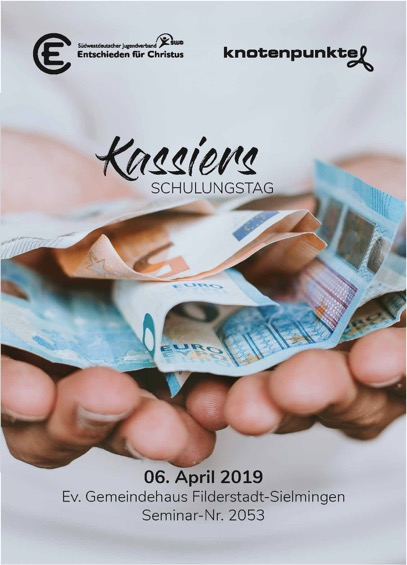 Südwestdeutscher Jugendverband swd
Entschieden für Christus
knotenpunkte
Kassiers
SCHULUNGSTAG
EURO
EURO
06. April 2019
Ev. Gemeindehaus Filderstadt-Sielmingen
Seminar-Nr. 2053